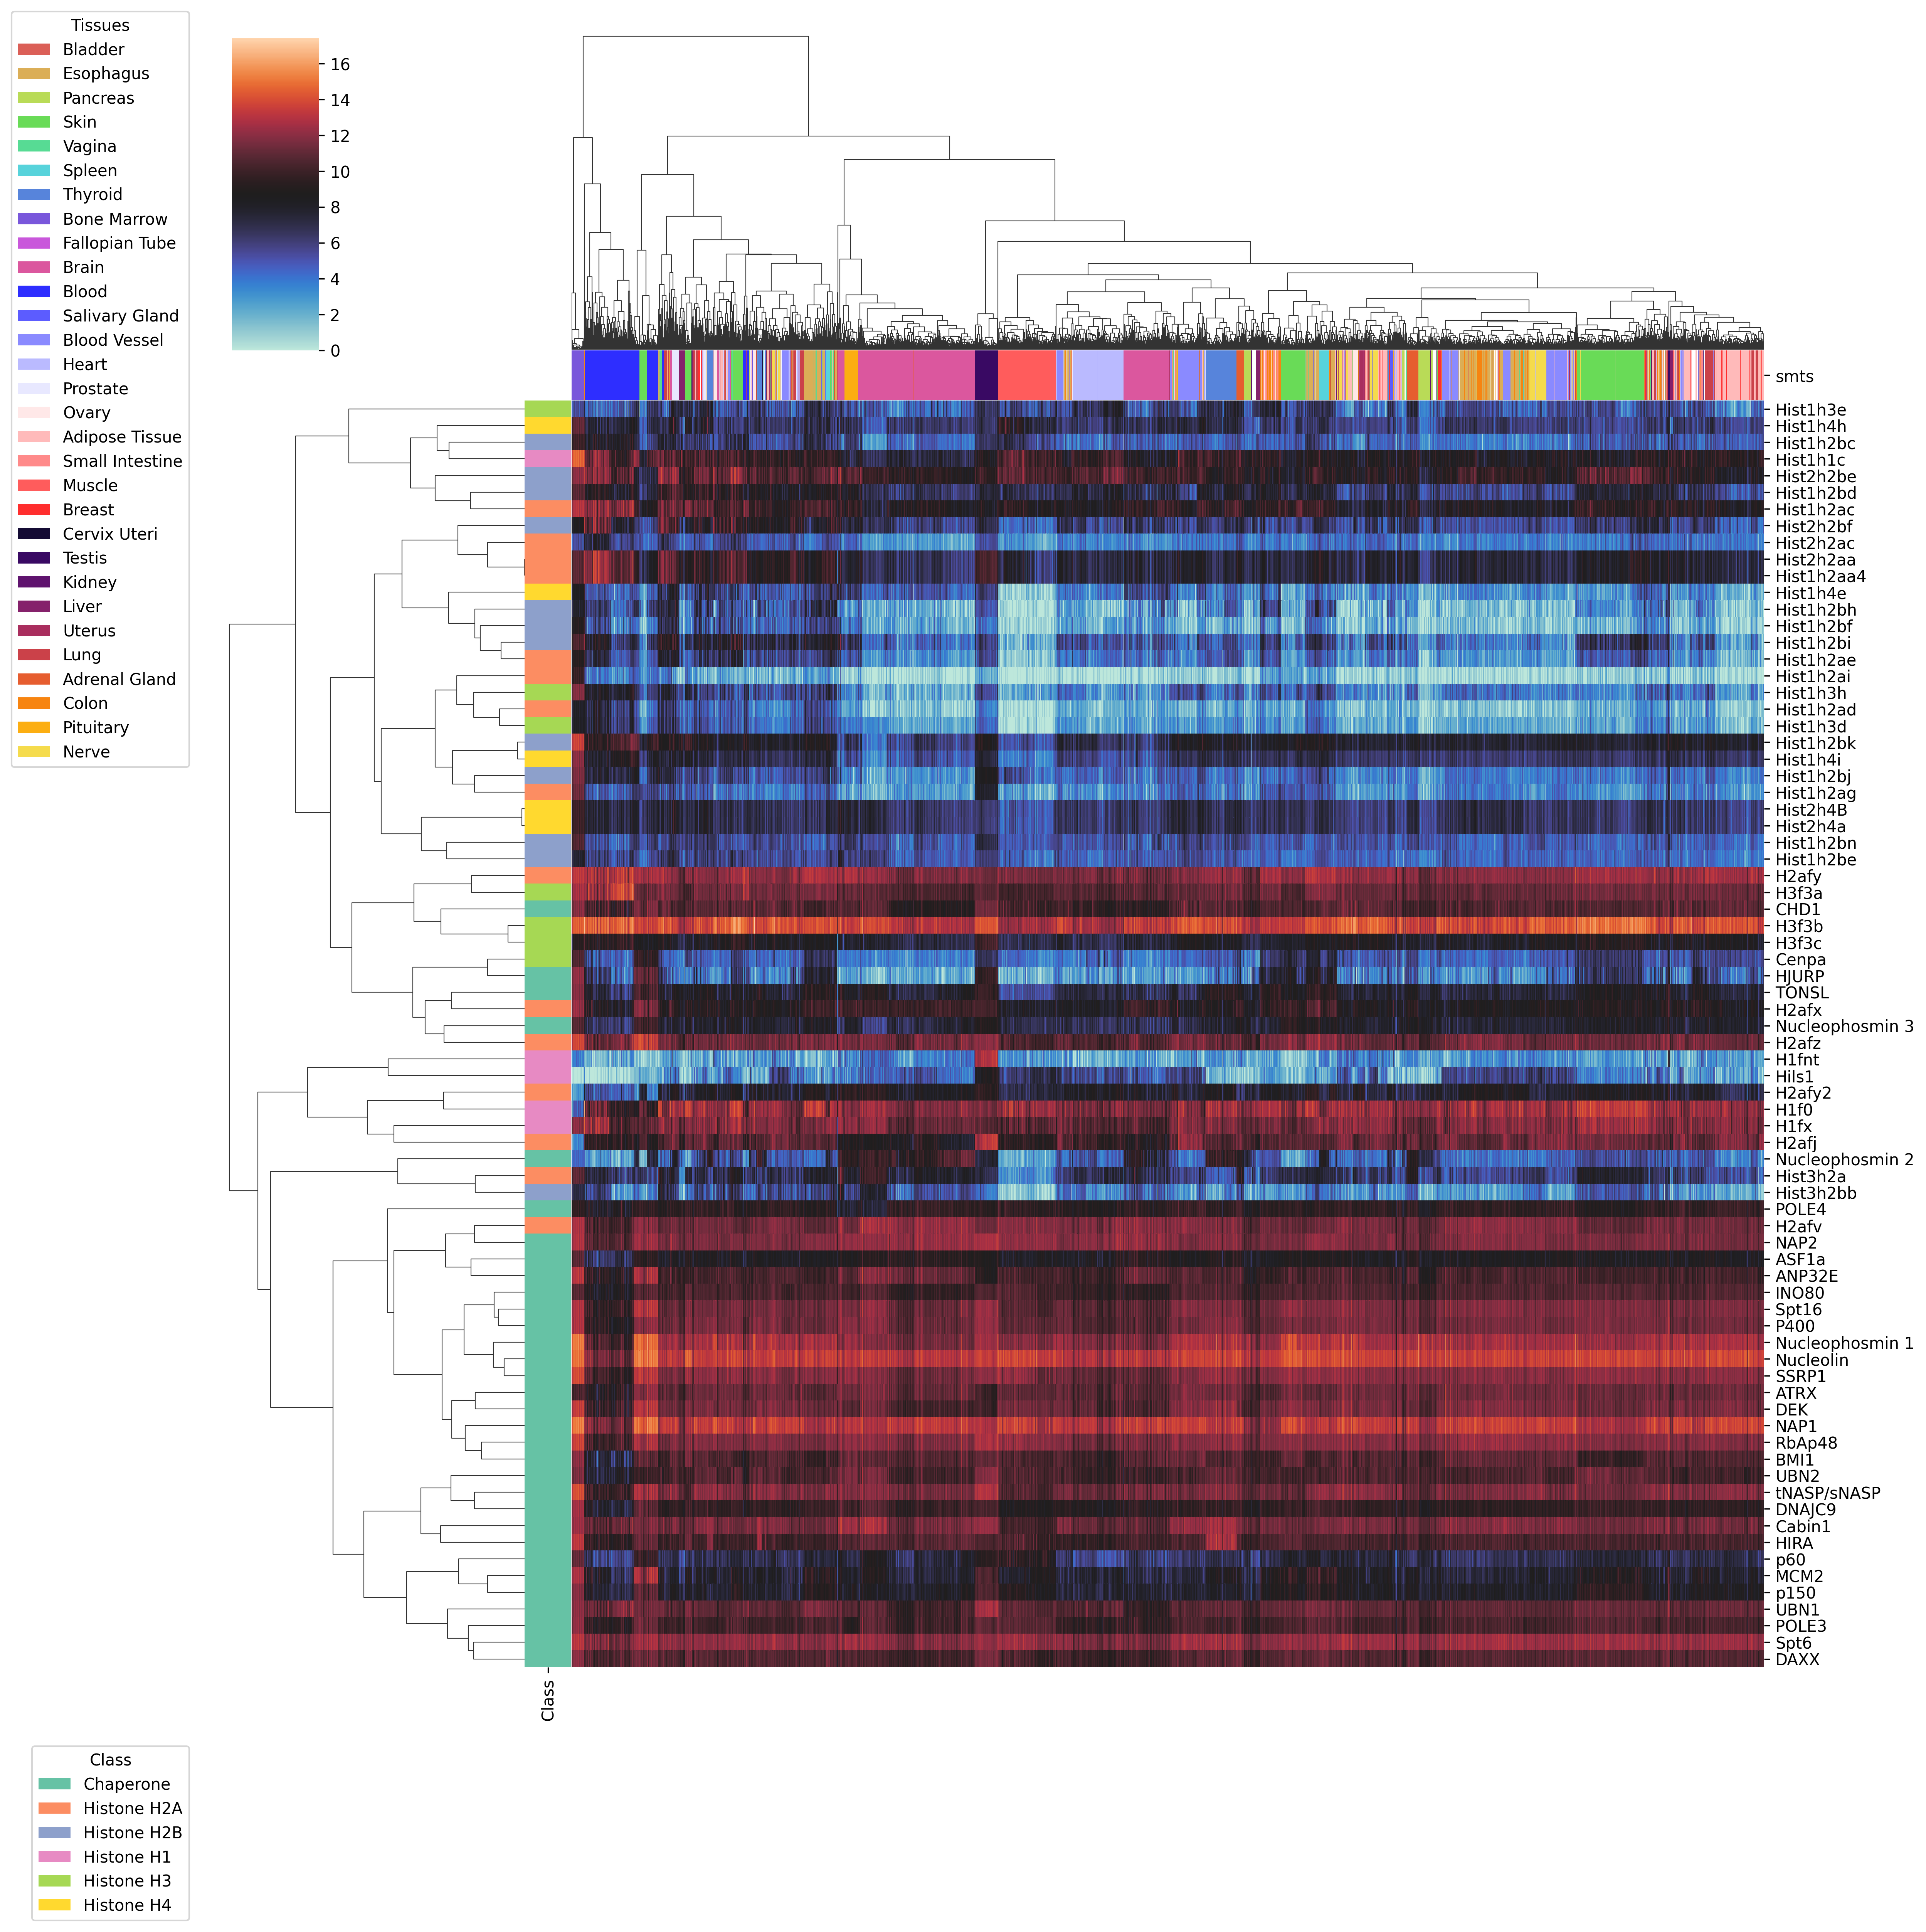 Tissues
Bladder
Esophagus
Pancreas
Skin
Vagina
Spleen
Thyroid
Bone Marrow
Fallopian Tube
Brain
Blood
Salivary Gland
Blood Vessel
Heart
Prostate
Ovary
Adipose Tissue
Small Intestine
Muscle
Breast
Cervix Uteri
Testis
Kidney
Liver
Uterus
Lung
Adrenal Gland
Colon
Pituitary
Nerve
16
14
12
10
8
6
4
2
0
smts
Hist1h3e
Hist1h4h
Hist1h2bc
Hist1h1c
Hist2h2be
Hist1h2bd
Hist1h2ac
Hist2h2bf
Hist2h2ac
Hist2h2aa
Hist1h2aa4
Hist1h4e
Hist1h2bh
Hist1h2bf
Hist1h2bi
Hist1h2ae
Hist1h2ai
Hist1h3h
Hist1h2ad
Hist1h3d
Hist1h2bk
Hist1h4i
Hist1h2bj
Hist1h2ag
Hist2h4B
Hist2h4a
Hist1h2bn
Hist1h2be
H2afy
H3f3a
CHD1
H3f3b
H3f3c
Cenpa
HJURP
TONSL
H2afx
Nucleophosmin 3
H2afz
H1fnt
Hils1
H2afy2
H1f0
H1fx
H2afj
Nucleophosmin 2
Hist3h2a
Hist3h2bb
POLE4
H2afv
NAP2
ASF1a
ANP32E
INO80
Spt16
P400
Nucleophosmin 1
Nucleolin
SSRP1
ATRX
DEK
NAP1
RbAp48
BMI1
UBN2
tNASP/sNASP
DNAJC9
Cabin1
HIRA
p60
MCM2
p150
UBN1
POLE3
Spt6
DAXX
Class
Class
Chaperone
Histone H2A
Histone H2B
Histone H1
Histone H3
Histone H4